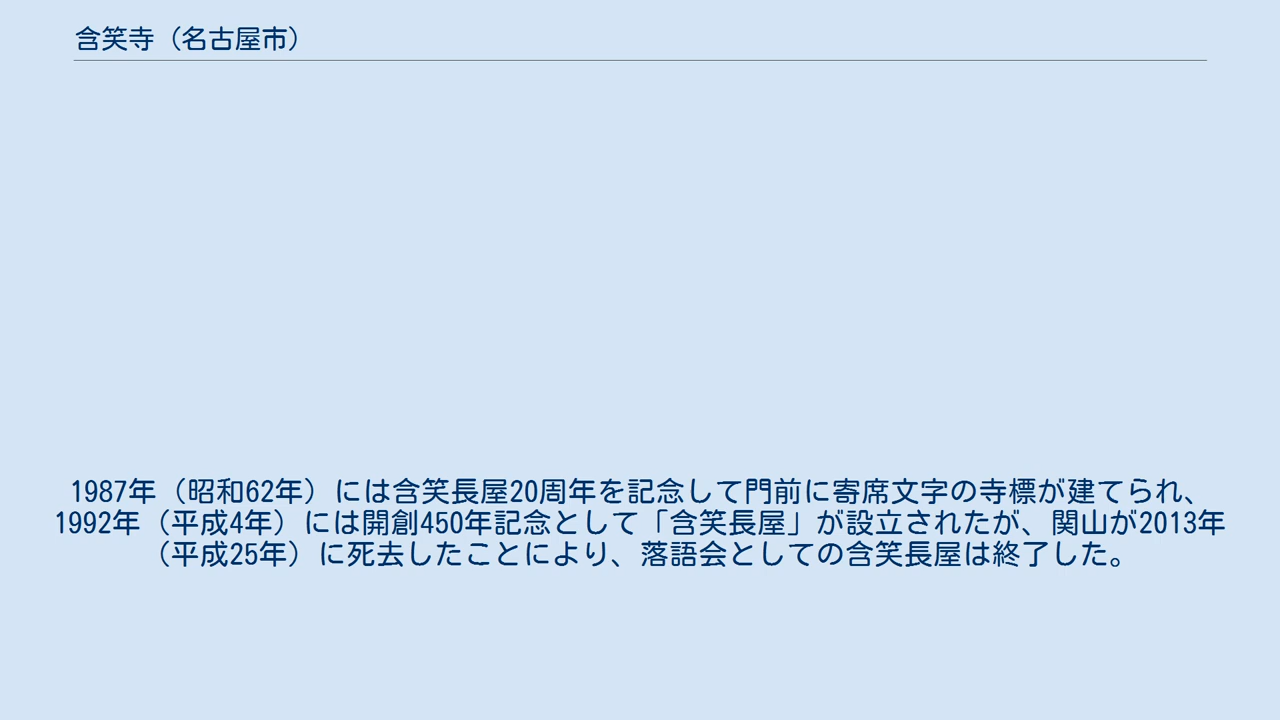 含笑寺（名古屋市）
1987年（昭和62年）には含笑長屋20周年を記念して門前に寄席文字の寺標が建てられ、
1992年（平成4年）には開創450年記念として「含笑長屋」が設立されたが、関山が2013年
（平成25年）に死去したことにより、落語会としての含笑長屋は終了した。